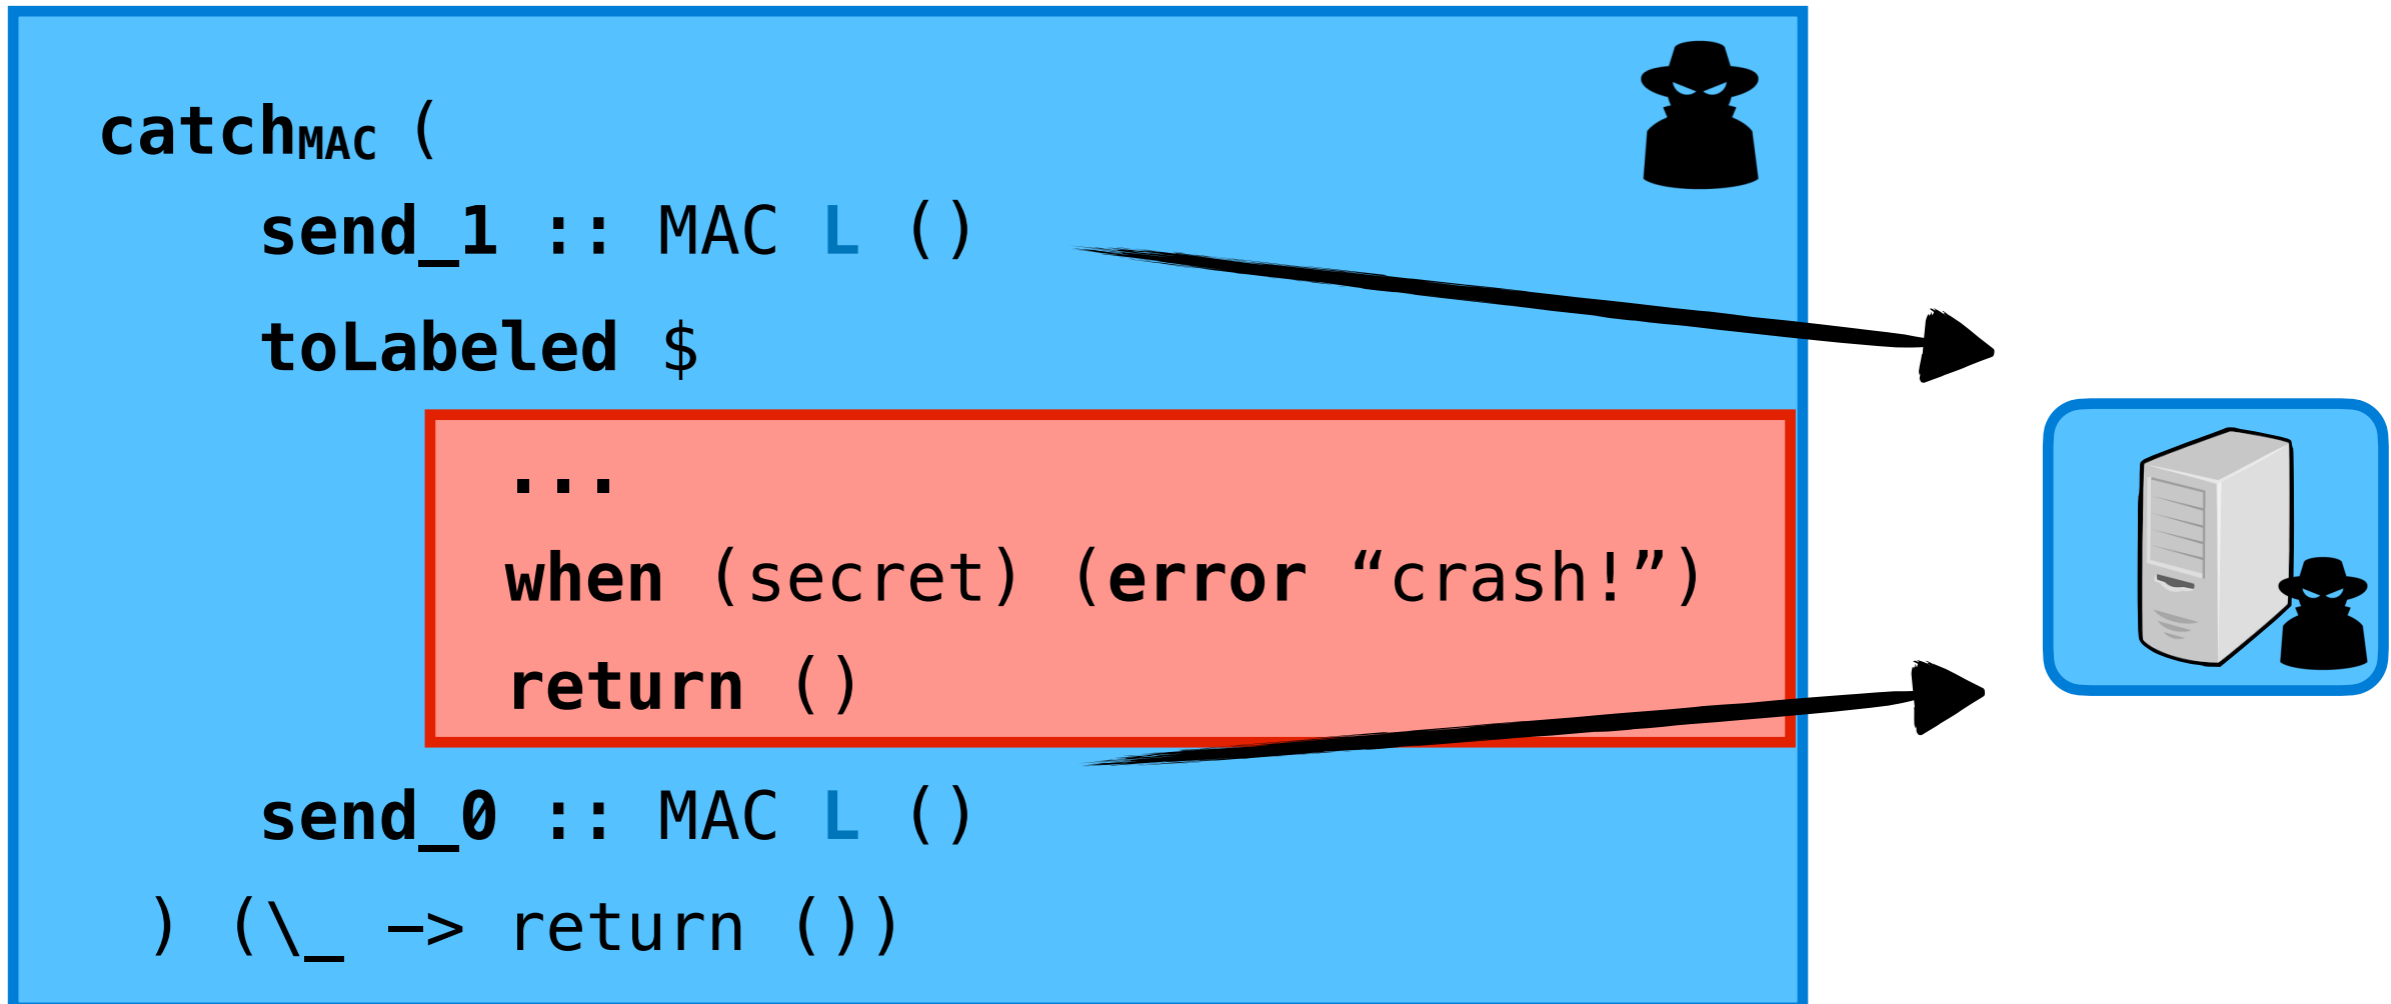 catchMAC (
send_1 :: MAC L ()
toLabeled $
...
when (secret) (error “crash!”)
return ()
send_0 :: MAC L ()
) (\_ —> return ())